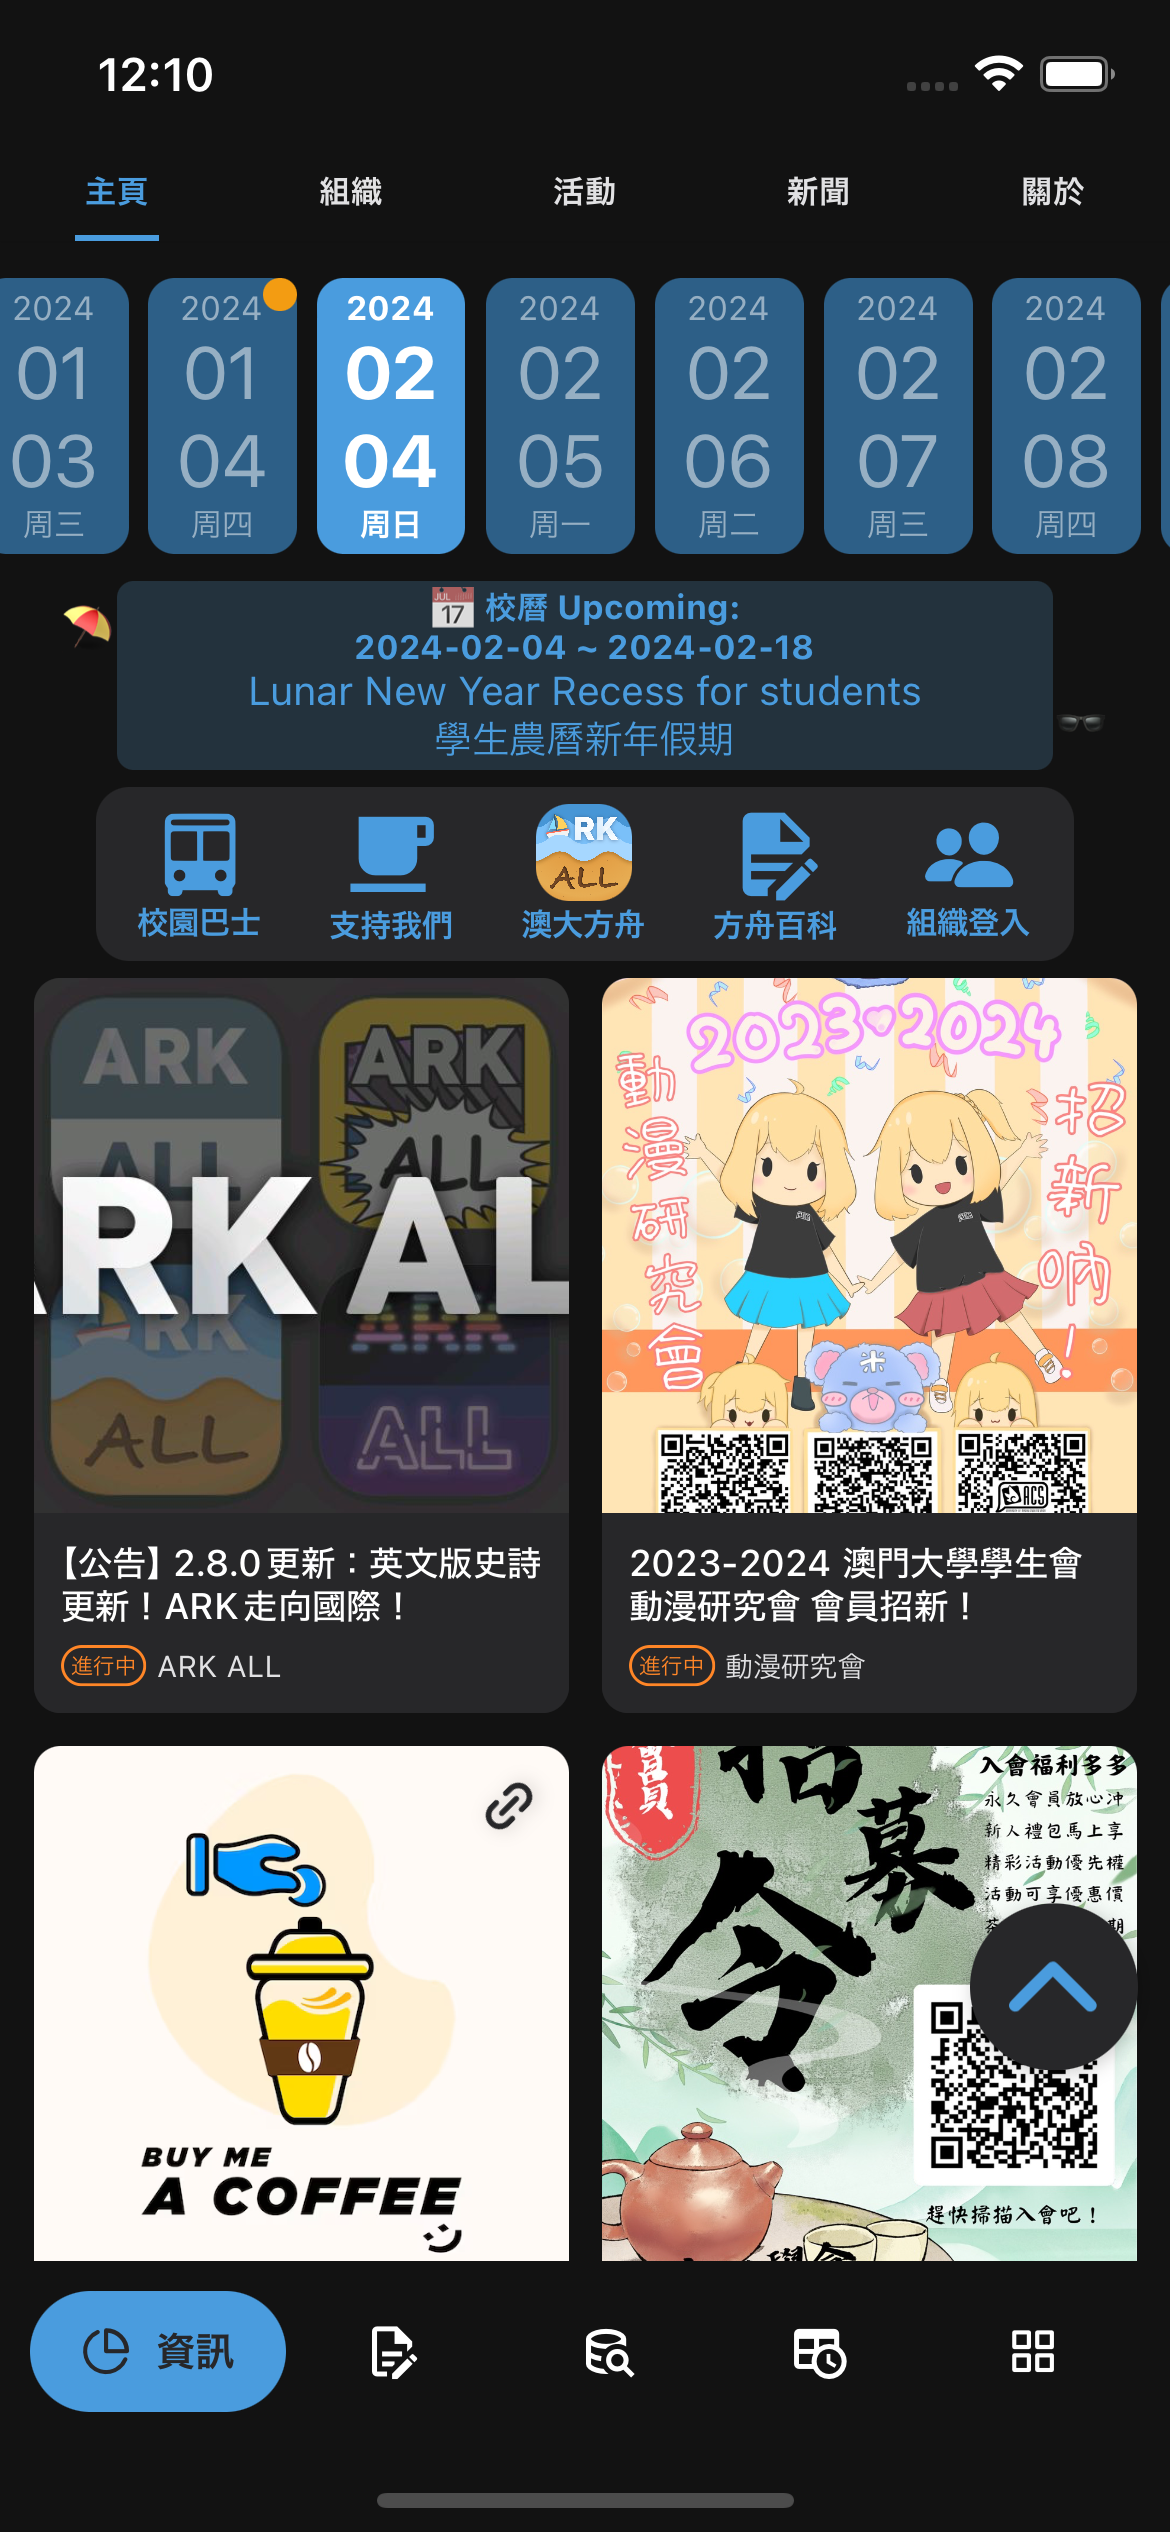 12:10
主頁 組織 活動 新聞 關於
2024 2024 2024 2024 2024 2024 2024
01 01 02 02 02 02 02
03 04 04 05 06 07 08
周三 周四 周日 周一 周二 周三 周四
JUL 17 校曆 Upcoming:
2024-02-04 ~ 2024-02-18
Lunar New Year Recess for students
學生農曆新年假期
ARK ALL
校園巴士 支持我們 澳大方舟 方舟百科 組織登入
ARK ALL
ARK ALL
ARK AL
ARK ALL
ARK ALL
【公告】2.8.0更新：英文版史詩
更新！ARK走向國際！
進行中 ARK ALL
2023 2024
動漫研究會
招新吶！
ACS
2023-2024 澳門大學學生會
動漫研究會 會員招新！
進行中 動漫研究會
BUY ME
A COFFEE
招募令
入會福利多多
永久會員放心沖
新人禮包馬上享
精彩活動優先權
活動可享優惠價
茶 期
趕快掃描入會吧！
資訊